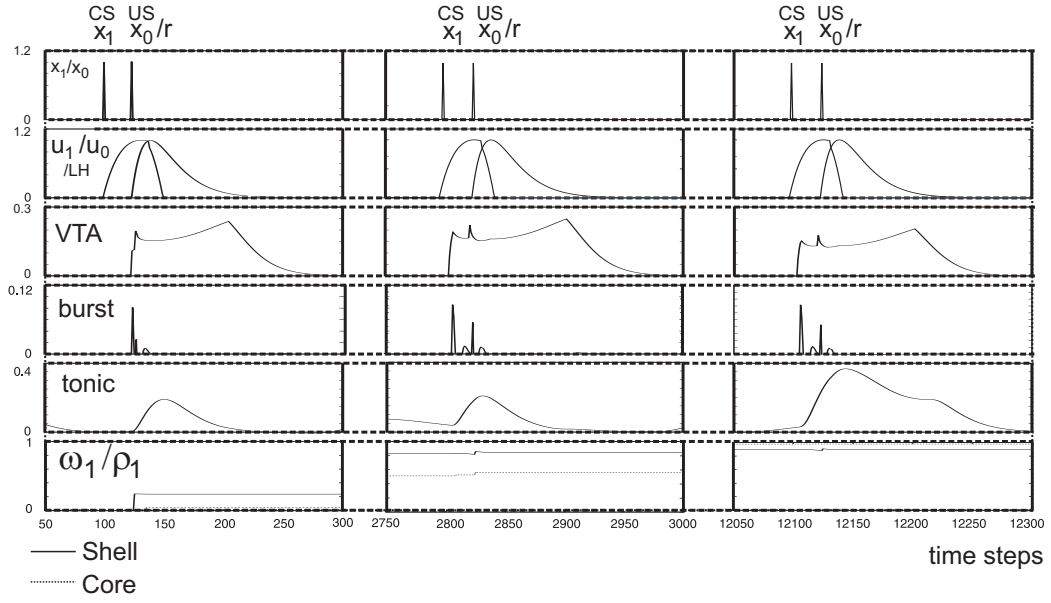 CS US CS US CS US
x1 x0/r x1 x0/r x1 x0/r
1.2
x1/x0
0
1.2
u1/u0
/LH
0
0.3
VTA
0
0.12
burst
0
0.4
tonic
0
1
ω1/ρ1
0
50 100 150 200 250 300 2750 2800 2850 2900 2950 3000 12050 12100 12150 12200 12250 12300
Shell
time steps
Core